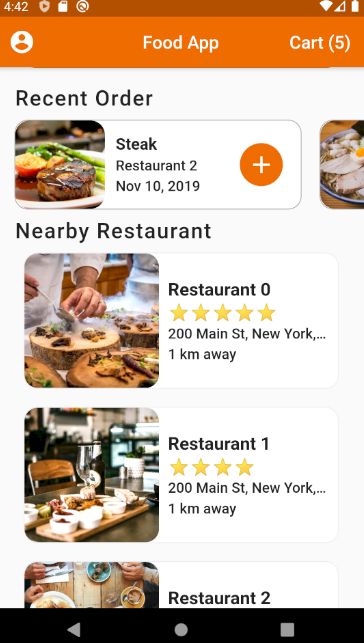 4:42
Food App
Cart (5)
Recent Order
Steak
Restaurant 2
Nov 10, 2019
Nearby Restaurant
Restaurant 0
200 Main St, New York,...
1 km away
Restaurant 1
200 Main St, New York,...
1 km away
Restaurant 2